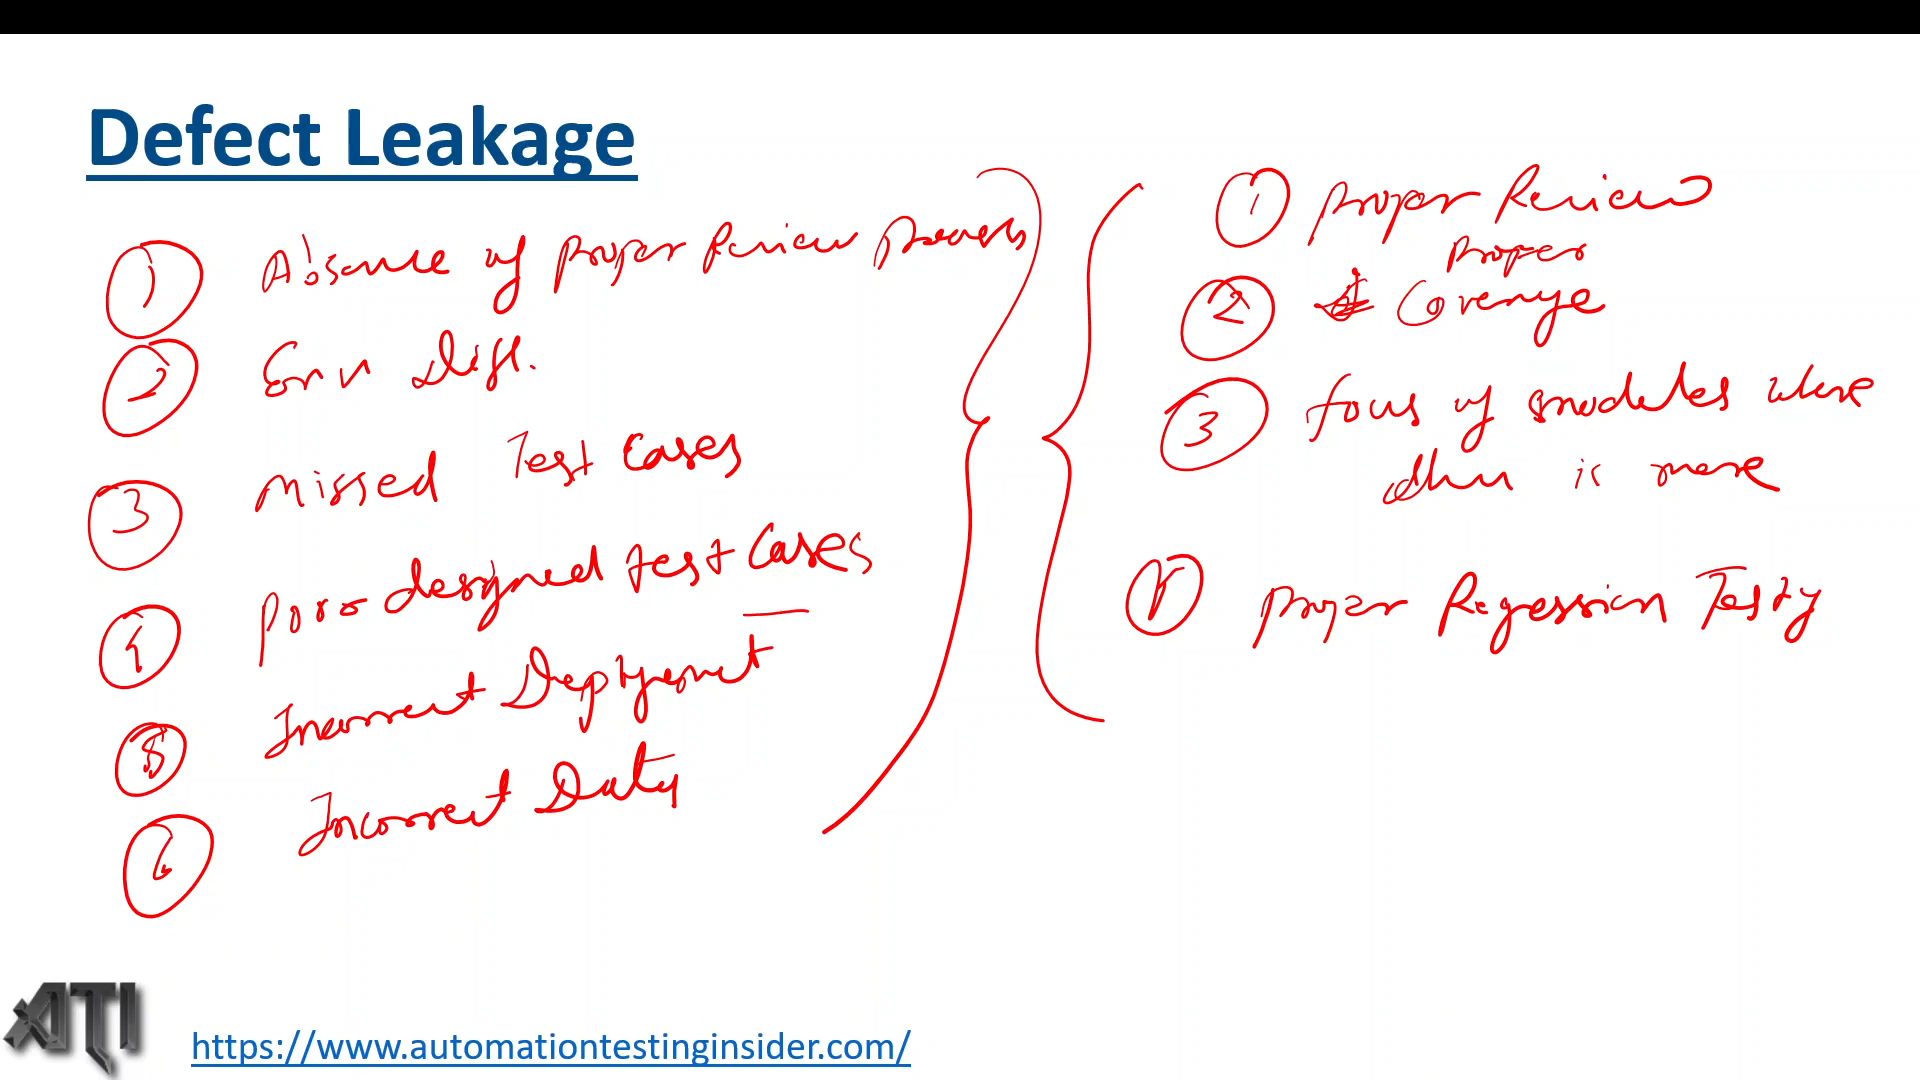 Defect Leakage
1 Absence of proper Review process
2 Env Diff.
3 Missed Test Cases
4 Poor designed test cases
5 Incorrect Deployment
6 Incorrect Data
1 Proper Review
Proper
2 Coverage
3 focus of modules where
is more
Proper Regression Testing
ATI
https://www.automationtestinginsider.com/